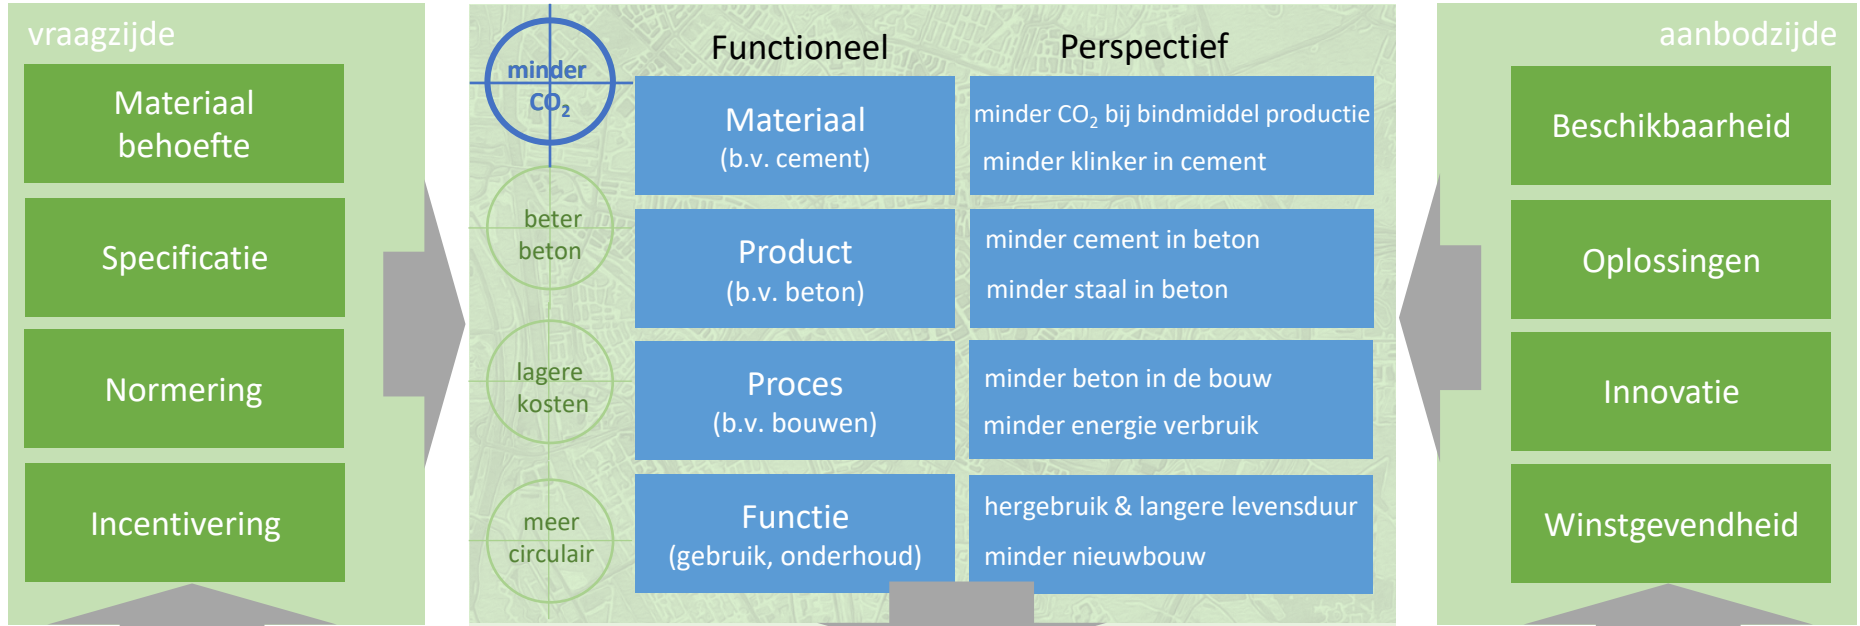 vraagzijde
Materiaal
behoefte
Specificatie
Normering
Incentivering
minder
CO₂
beter
beton
lagere
kosten
meer
circulair
Functioneel
Perspectief
Materiaal
(b.v. cement)
minder CO₂ bij bindmiddel productie
minder klinker in cement
Product
(b.v. beton)
minder cement in beton
minder staal in beton
Proces
(b.v. bouwen)
minder beton in de bouw
minder energie verbruik
Functie
(gebruik, onderhoud)
hergebruik & langere levensduur
minder nieuwbouw
aanbodzijde
Beschikbaarheid
Oplossingen
Innovatie
Winstgevendheid